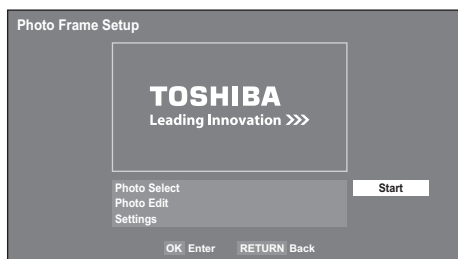 Photo Frame Setup
TOSHIBA
Leading Innovation >>>
Photo Select Start
Photo Edit
Settings
OK Enter RETURN Back